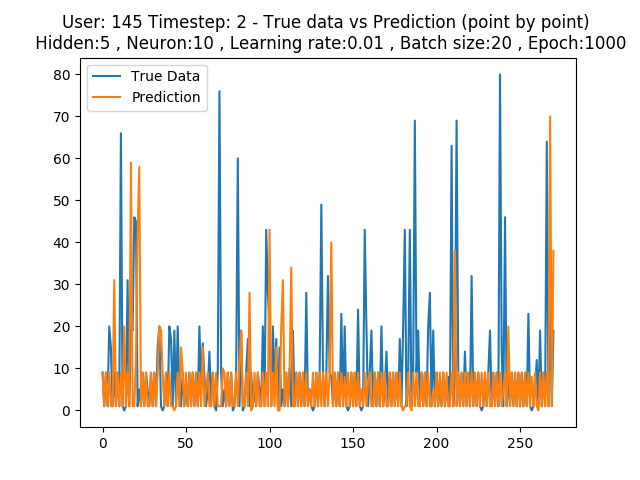 User: 145 Timestep: 2 - True data vs Prediction (point by point)
Hidden:5 , Neuron:10 , Learning rate:0.01 , Batch size:20 , Epoch:1000
True Data
Prediction
80
70
60
50
40
30
20
10
0
0 50 100 150 200 250